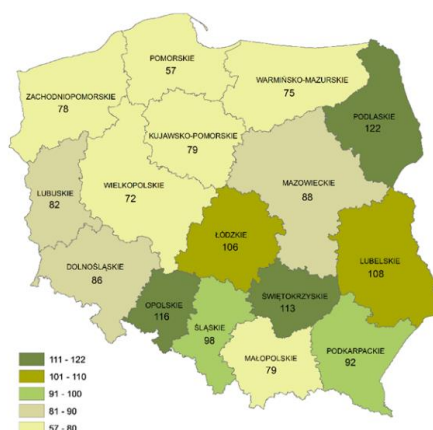 POMORSKIE
57
WARMIŃSKO-MAZURSKIE
75
ZACHODNIOPOMORSKIE
78
PODLASKIE
122
KUJAWSKO-POMORSKIE
79
MAZOWIECKIE
88
WIELKOPOLSKIE
72
LUBUSKIE
82
ŁÓDZKIE
106
LUBELSKIE
108
DOLNOŚLĄSKIE
86
OPOLSKIE
116
ŚWIĘTOKRZYSKIE
113
ŚLĄSKIE
98
MAŁOPOLSKIE
79
PODKARPACKIE
92
111 - 122
101 - 110
91 - 100
81 - 90
57 - 80